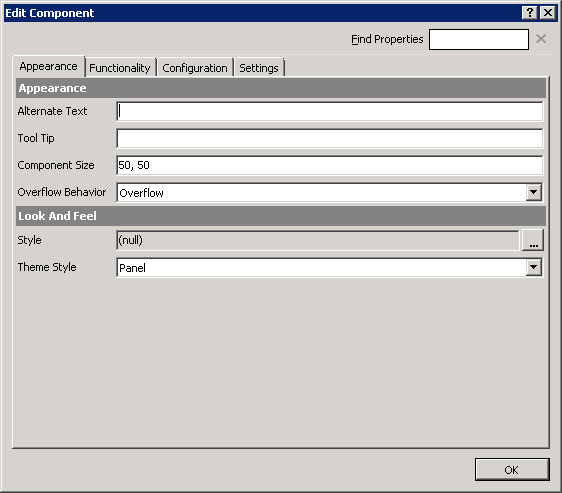 Edit Component
Find Properties
Appearance Functionality Configuration Settings
Appearance
Alternate Text
Tool Tip
Component Size 50, 50
Overflow Behavior Overflow
Look And Feel
Style (null) ...
Theme Style Panel
OK